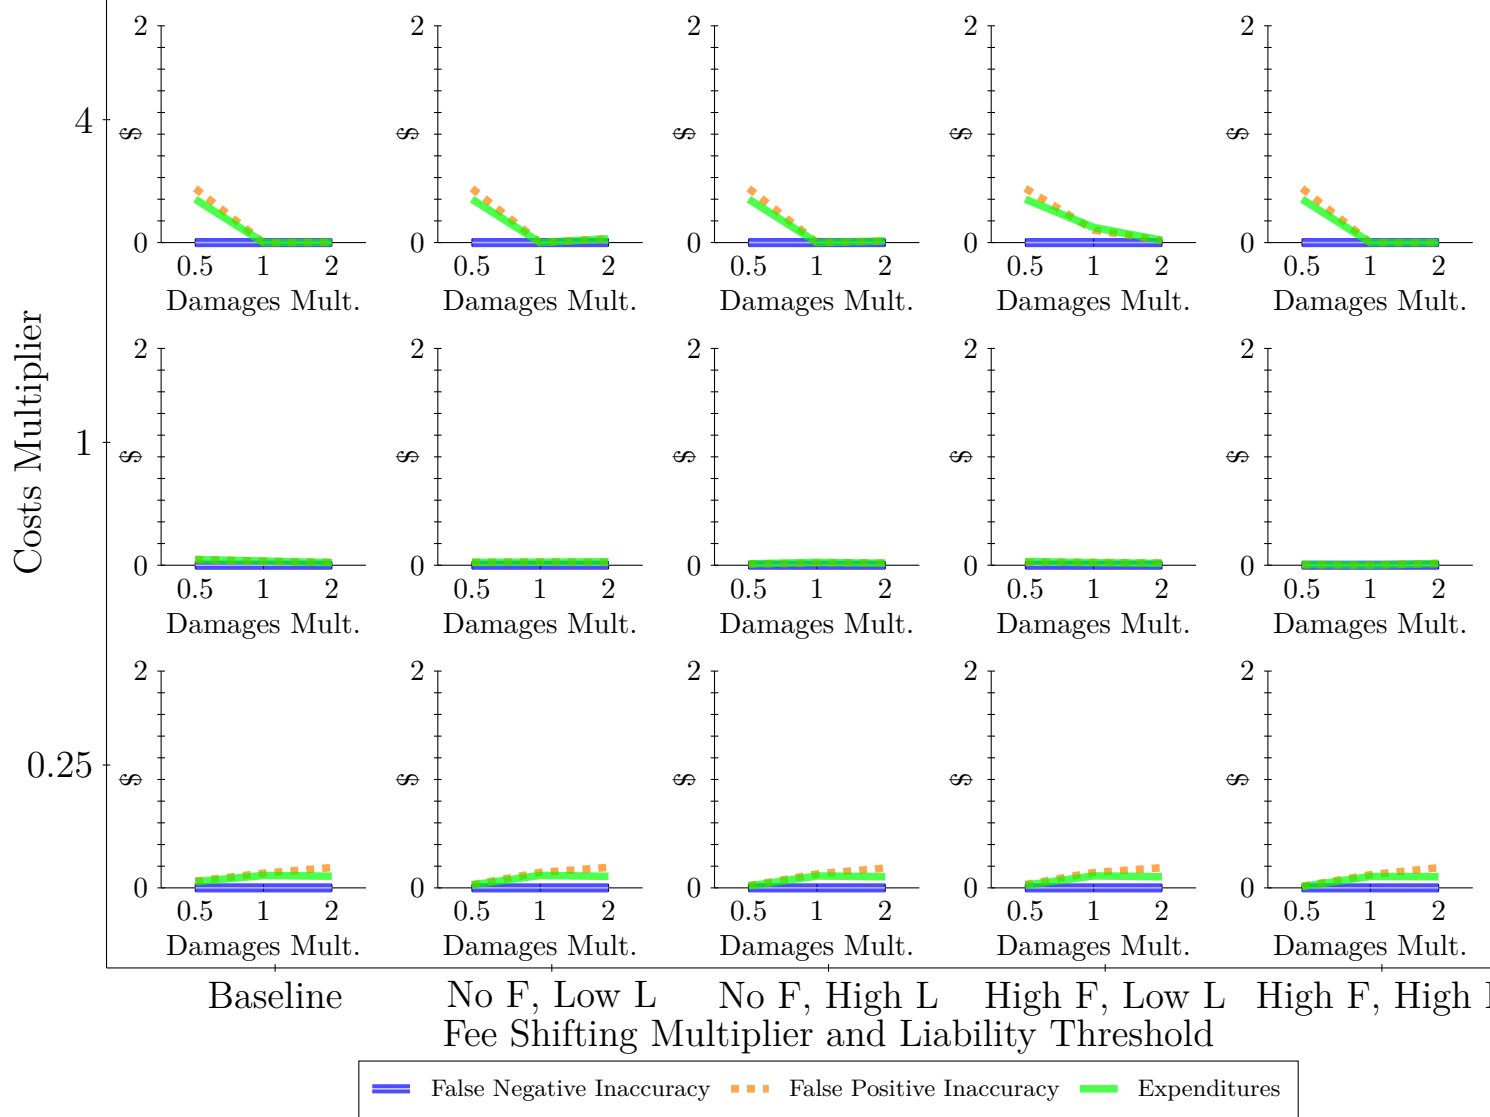 Costs Multiplier
4
2
$
0
0.5 1 2
Damages Mult.
2
$
0
0.5 1 2
Damages Mult.
2
$
0
0.5 1 2
Damages Mult.
2
$
0
0.5 1 2
Damages Mult.
2
$
0
0.5 1 2
Damages Mult.
1
2
$
0
0.5 1 2
Damages Mult.
2
$
0
0.5 1 2
Damages Mult.
2
$
0
0.5 1 2
Damages Mult.
2
$
0
0.5 1 2
Damages Mult.
2
$
0
0.5 1 2
Damages Mult.
0.25
2
$
0
0.5 1 2
Damages Mult.
2
$
0
0.5 1 2
Damages Mult.
2
$
0
0.5 1 2
Damages Mult.
2
$
0
0.5 1 2
Damages Mult.
2
$
0
0.5 1 2
Damages Mult.
Baseline
No F, Low L
No F, High L
High F, Low L
High F, High
Fee Shifting Multiplier and Liability Threshold
False Negative Inaccuracy
False Positive Inaccuracy
Expenditures